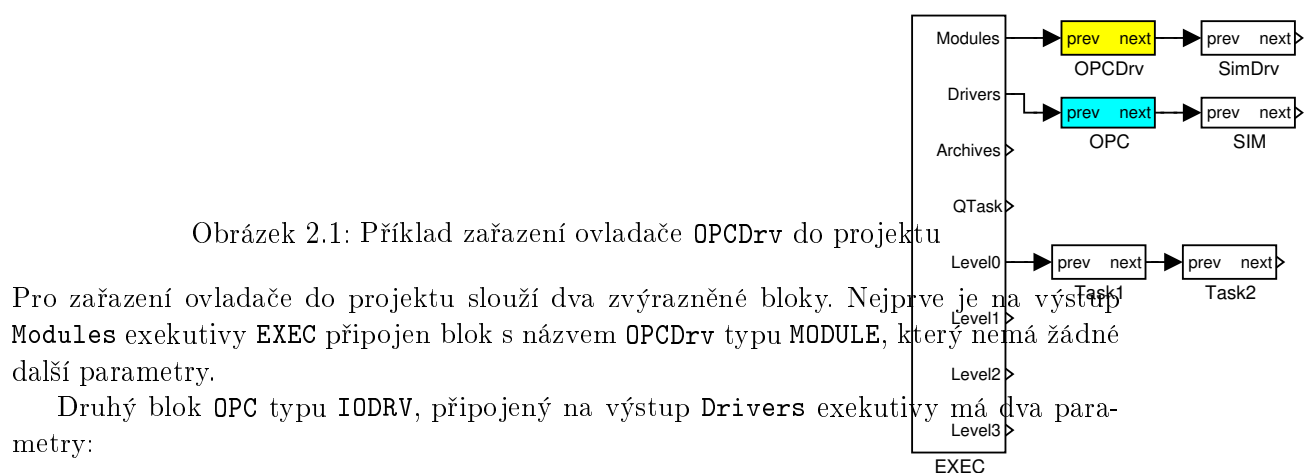 Modules
prev next
prev next
OPCDrv
SimDrv
Drivers
prev next
prev next
OPC
SIM
Archives
QTask
Obrázek 2.1: Příklad zařazení ovladače OPCDrv do projektu
Level0
prev next
prev next
Task1
Task2
Pro zařazení ovladače do projektu slouží dva zvýrazněné bloky. Nejprve je na výstup
Level1
Modules exekutivy EXEC připojen blok s názvem OPCDrv typu MODULE, který nemá žádné
další parametry.
Level2
Druhý blok OPC typu IODRV, připojený na výstup Drivers exekutivy má dva para-
Level3
metry:
EXEC